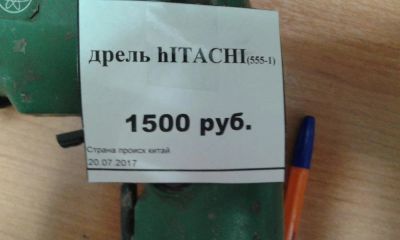 дрель hITACHI(555-1)
1500 руб.
Страна происх китай
20.07.2017